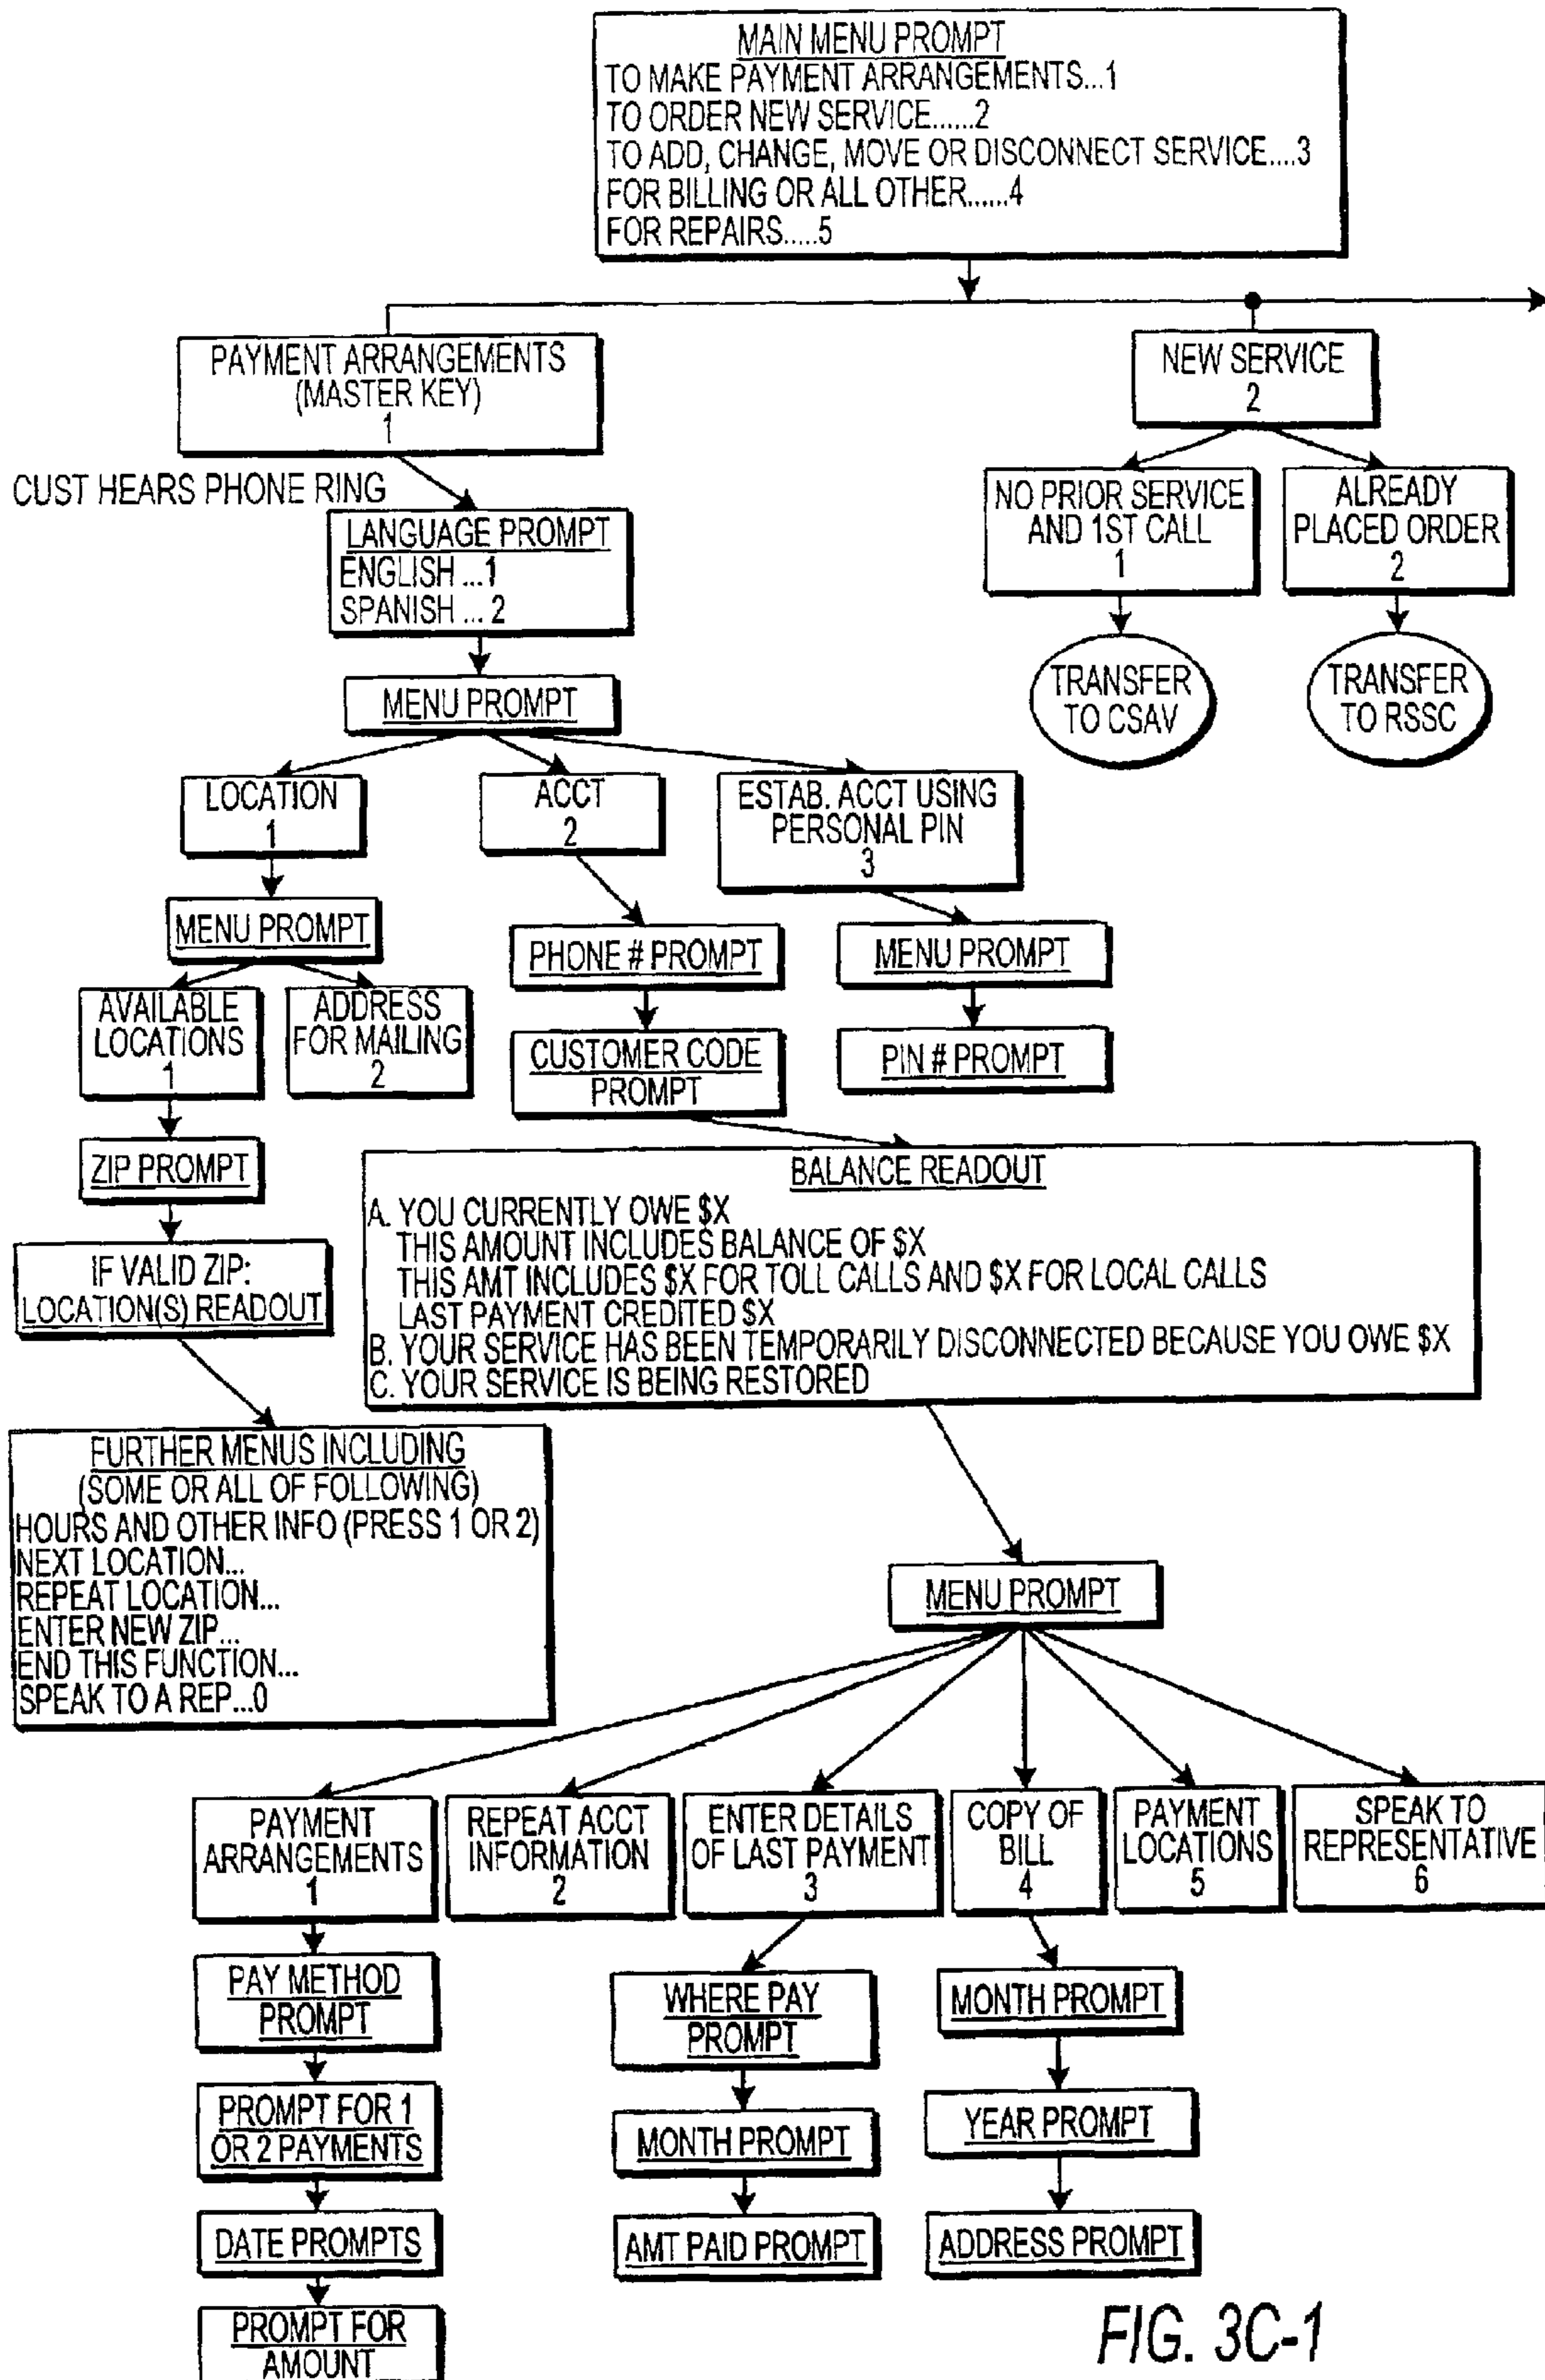 MAIN MENU PROMPT
TO MAKE PAYMENT ARRANGEMENTS...1
TO ORDER NEW SERVICE......2
TO ADD, CHANGE, MOVE OR DISCONNECT SERVICE....3
FOR BILLING OR ALL OTHER......4
FOR REPAIRS.....5
PAYMENT ARRANGEMENTS
(MASTER KEY)
1
NEW SERVICE
2
CUST HEARS PHONE RING
LANGUAGE PROMPT
ENGLISH ...1
SPANISH ... 2
NO PRIOR SERVICE
AND 1ST CALL
1
ALREADY
PLACED ORDER
2
TRANSFER
TO CSAV
TRANSFER
TO RSSC
MENU PROMPT
LOCATION
1
ACCT
2
ESTAB. ACCT USING
PERSONAL PIN
3
MENU PROMPT
PHONE # PROMPT
MENU PROMPT
AVAILABLE
LOCATIONS
1
ADDRESS
FOR MAILING
2
CUSTOMER CODE
PROMPT
PIN # PROMPT
ZIP PROMPT
IF VALID ZIP:
LOCATION(S) READOUT
BALANCE READOUT
A. YOU CURRENTLY OWE $X
THIS AMOUNT INCLUDES BALANCE OF $X
THIS AMT INCLUDES $X FOR TOLL CALLS AND $X FOR LOCAL CALLS
LAST PAYMENT CREDITED $X
B. YOUR SERVICE HAS BEEN TEMPORARILY DISCONNECTED BECAUSE YOU OWE $X
C. YOUR SERVICE IS BEING RESTORED
FURTHER MENUS INCLUDING
(SOME OR ALL OF FOLLOWING)
HOURS AND OTHER INFO (PRESS 1 OR 2)
NEXT LOCATION...
REPEAT LOCATION...
ENTER NEW ZIP...
END THIS FUNCTION...
SPEAK TO A REP...0
MENU PROMPT
PAYMENT
ARRANGEMENTS
1
REPEAT ACCT
INFORMATION
2
ENTER DETAILS
OF LAST PAYMENT
3
COPY OF
BILL
4
PAYMENT
LOCATIONS
5
SPEAK TO
REPRESENTATIVE
6
PAY METHOD
PROMPT
PROMPT FOR 1
OR 2 PAYMENTS
DATE PROMPTS
PROMPT FOR
AMOUNT
WHERE PAY
PROMPT
MONTH PROMPT
AMT PAID PROMPT
MONTH PROMPT
YEAR PROMPT
ADDRESS PROMPT
FIG. 3C-1